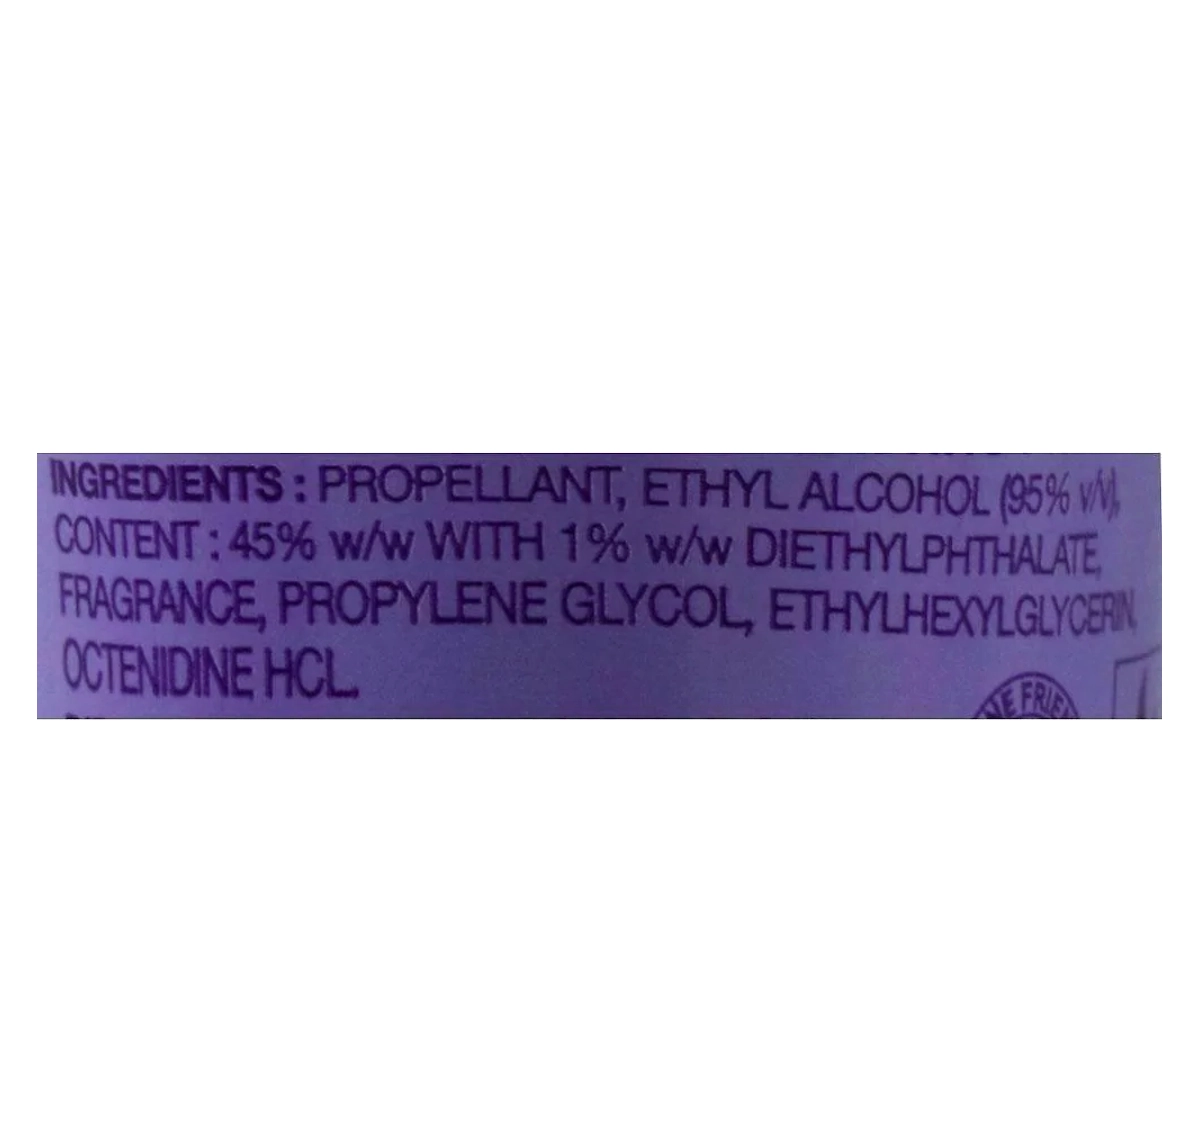 INGREDIENTS : PROPELLANT, ETHYL ALCOHOL (95% v/v),
CONTENT : 45% w/w WITH 1% w/w DIETHYLPHTHALATE,
FRAGRANCE, PROPYLENE GLYCOL, ETHYLHEXYLGLYCERIN,
OCTENIDINE HCL.